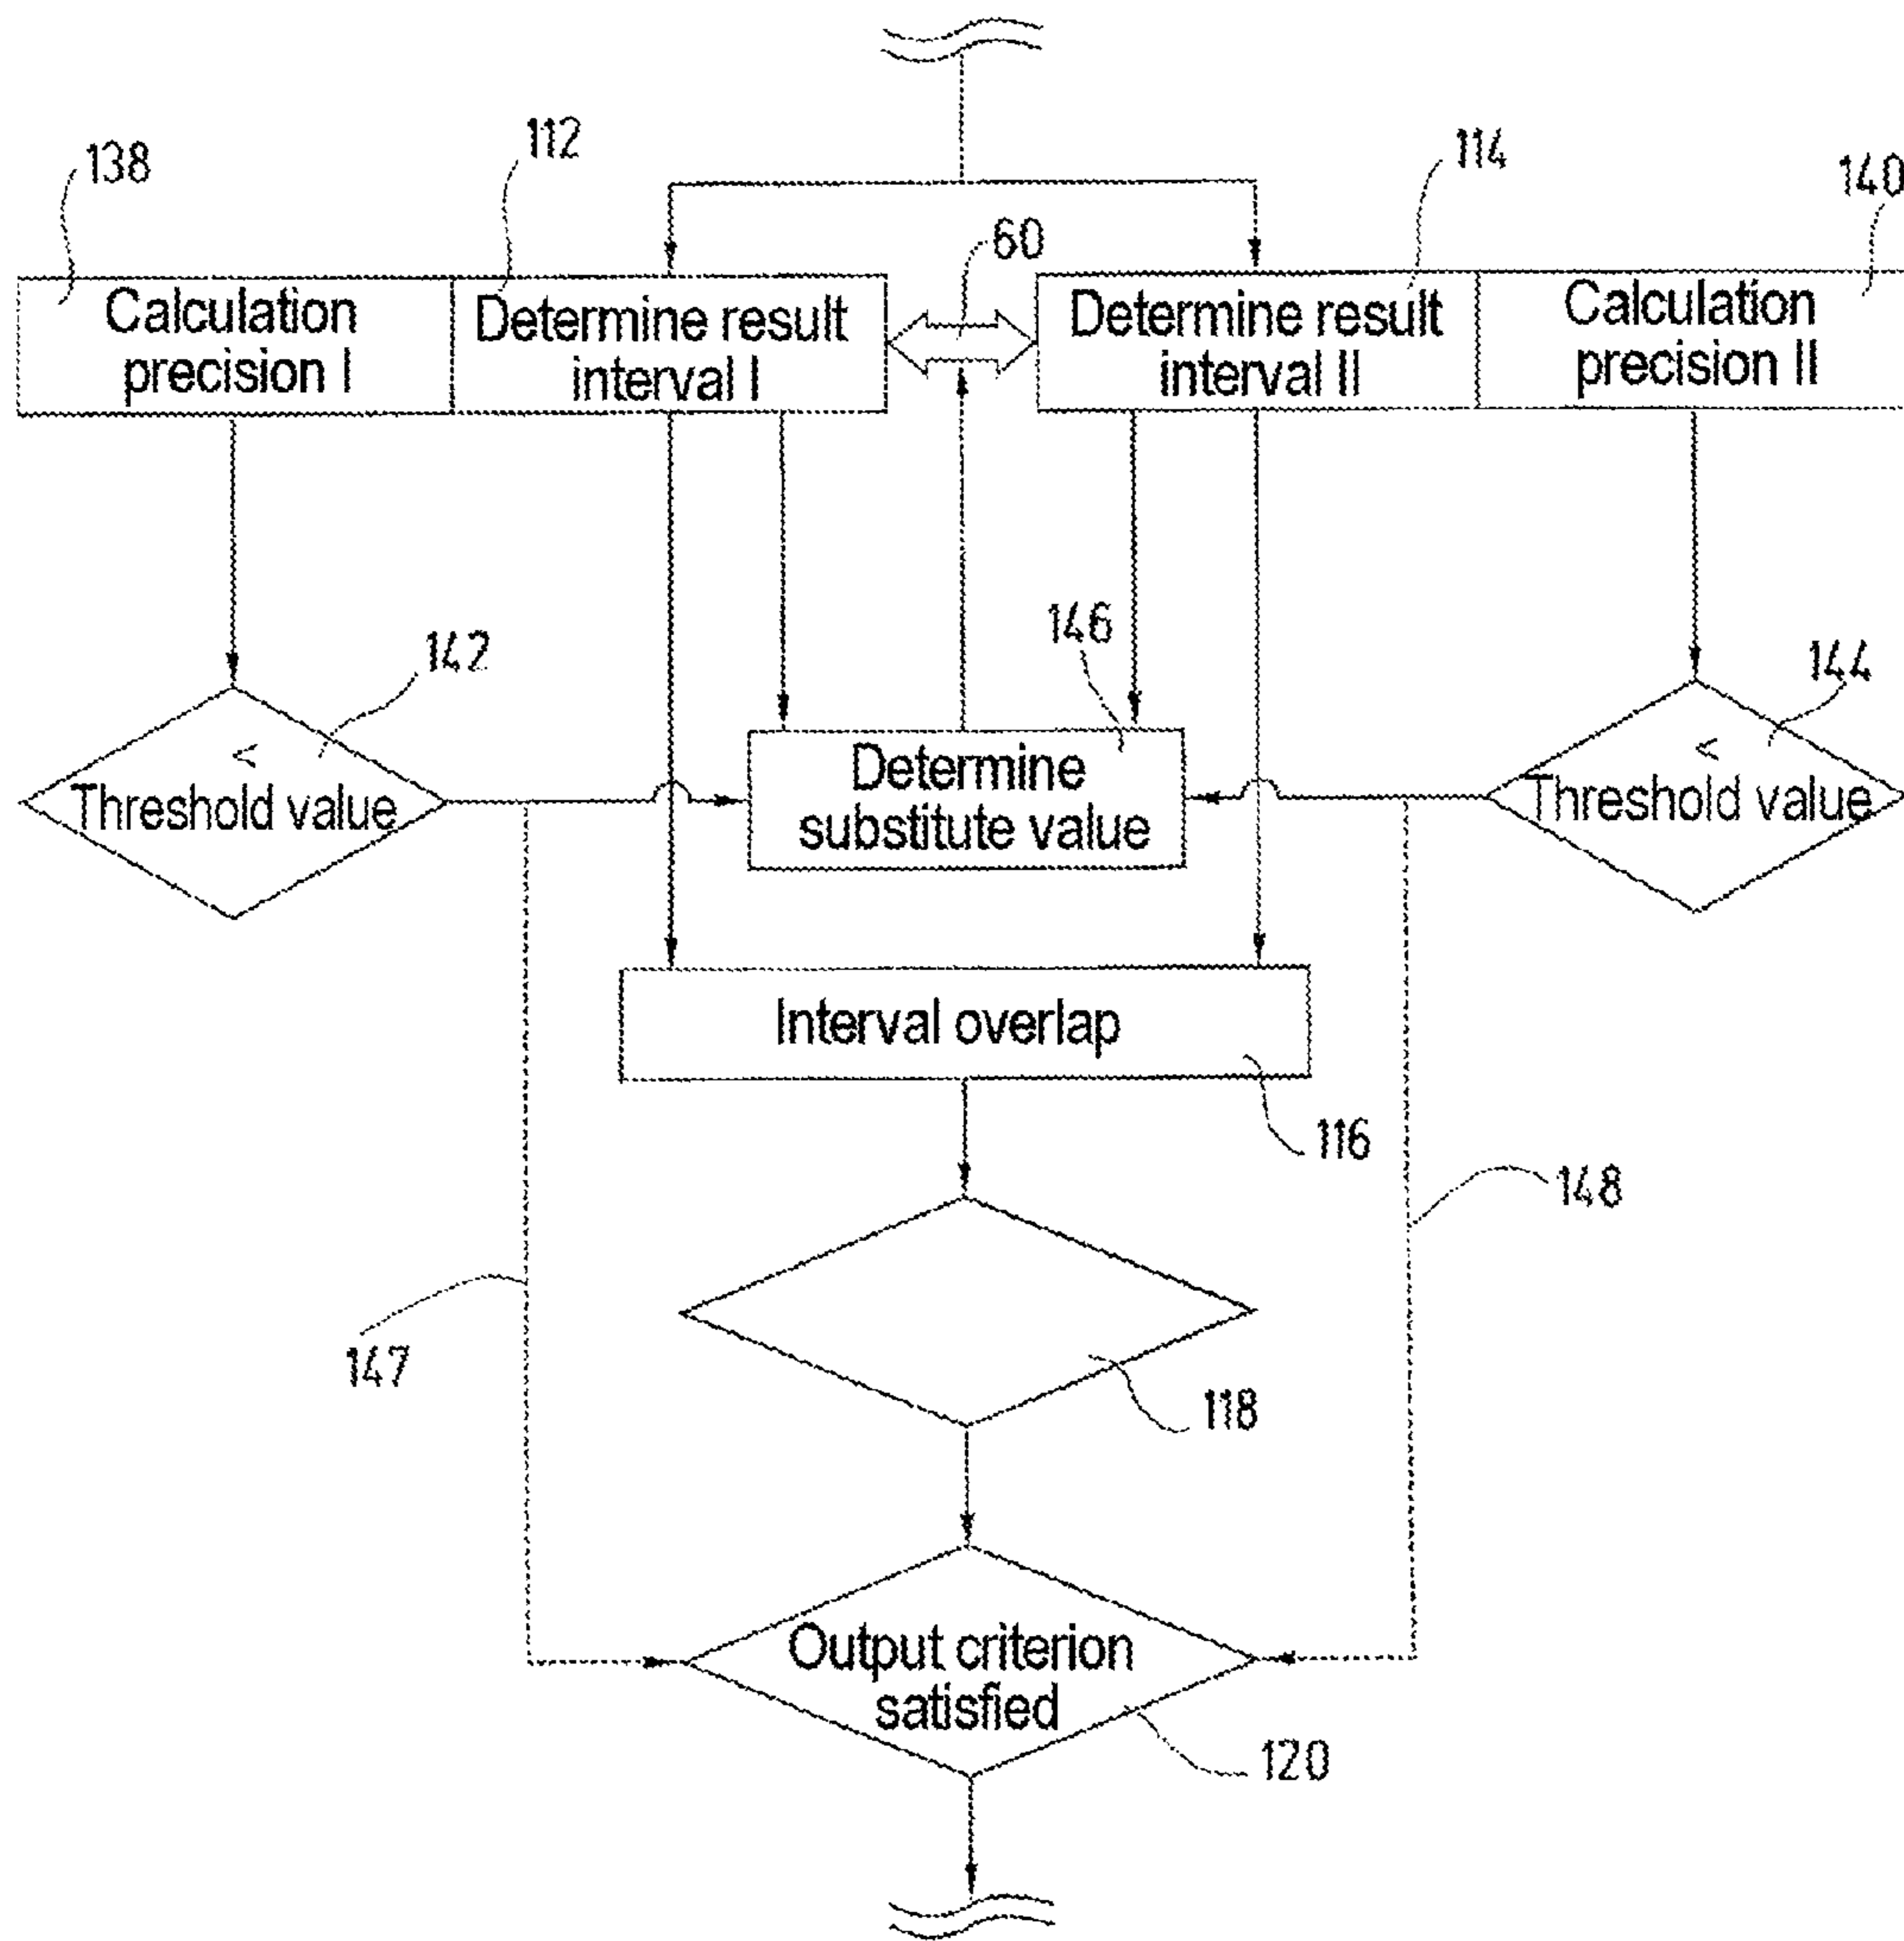 138
112
114
140
60
Calculation
precision I
Determine result
interval I
Determine result
interval II
Calculation
precision II
142
146
144
<
Threshold value
Determine
substitute value
<
Threshold value
Interval overlap
116
148
147
118
Output criterion
satisfied
120